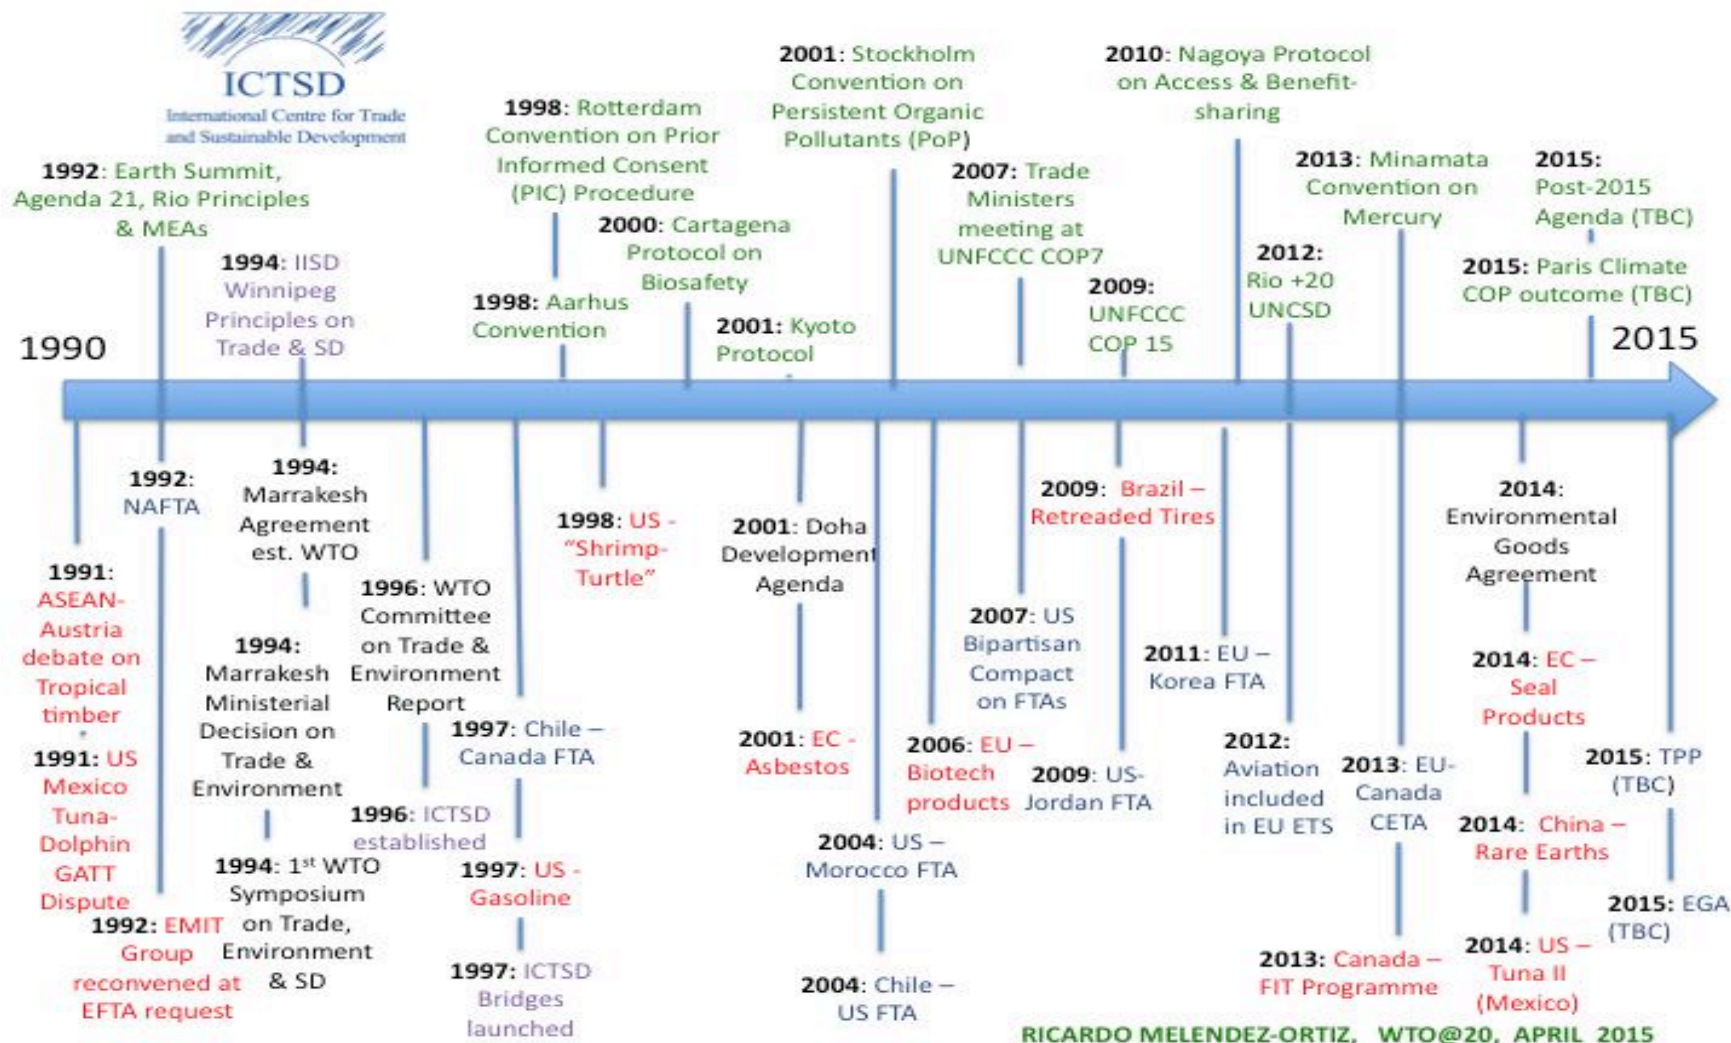 ICTSD
International Centre for Trade
and Sustainable Development
1992: Earth Summit,
Agenda 21, Rio Principles
& MEAs
1994: IISD
Winnipeg
Principles on
Trade & SD
1998: Rotterdam
Convention on Prior
Informed Consent
(PIC) Procedure
1998: Aarhus
Convention
2000: Cartagena
Protocol on
Biosafety
2001: Kyoto
Protocol
2001: Stockholm
Convention on
Persistent Organic
Pollutants (PoP)
2007: Trade
Ministers
meeting at
UNFCCC COP7
2009:
UNFCCC
COP 15
2010: Nagoya Protocol
on Access & Benefit-
sharing
2012:
Rio +20
UNCSD
2013: Minamata
Convention on
Mercury
2015:
Post-2015
Agenda (TBC)
2015: Paris Climate
COP outcome (TBC)
1990
2015
1991:
ASEAN-
Austria
debate on
Tropical
timber
1991: US
Mexico
Tuna-
Dolphin
GATT
Dispute
1992:
NAFTA
1992: EMIT
Group
reconvened at
EFTA request
1994:
Marrakesh
Agreement
est. WTO
1994:
Marrakesh
Ministerial
Decision on
Trade &
Environment
1994: 1st WTO
Symposium
on Trade,
Environment
& SD
1996: WTO
Committee
on Trade &
Environment
Report
1996: ICTSD
established
1997: Chile –
Canada FTA
1997: US -
Gasoline
1997: ICTSD
Bridges
launched
1998: US -
“Shrimp-
Turtle”
2001: Doha
Development
Agenda
2001: EC -
Asbestos
2004: US –
Morocco FTA
2004: Chile –
US FTA
2006: EU –
Biotech
products
2007: US
Bipartisan
Compact
on FTAs
2009: Brazil –
Retreaded Tires
2009: US-
Jordan FTA
2011: EU –
Korea FTA
2012:
Aviation
included
in EU ETS
2013: EU-
Canada
CETA
2013: Canada –
FIT Programme
2014:
Environmental
Goods
Agreement
2014: EC –
Seal
Products
2014: China –
Rare Earths
2014: US –
Tuna II
(Mexico)
2015: TPP
(TBC)
2015: EGA
(TBC)
RICARDO MELENDEZ-ORTIZ, WTO@20, APRIL 2015